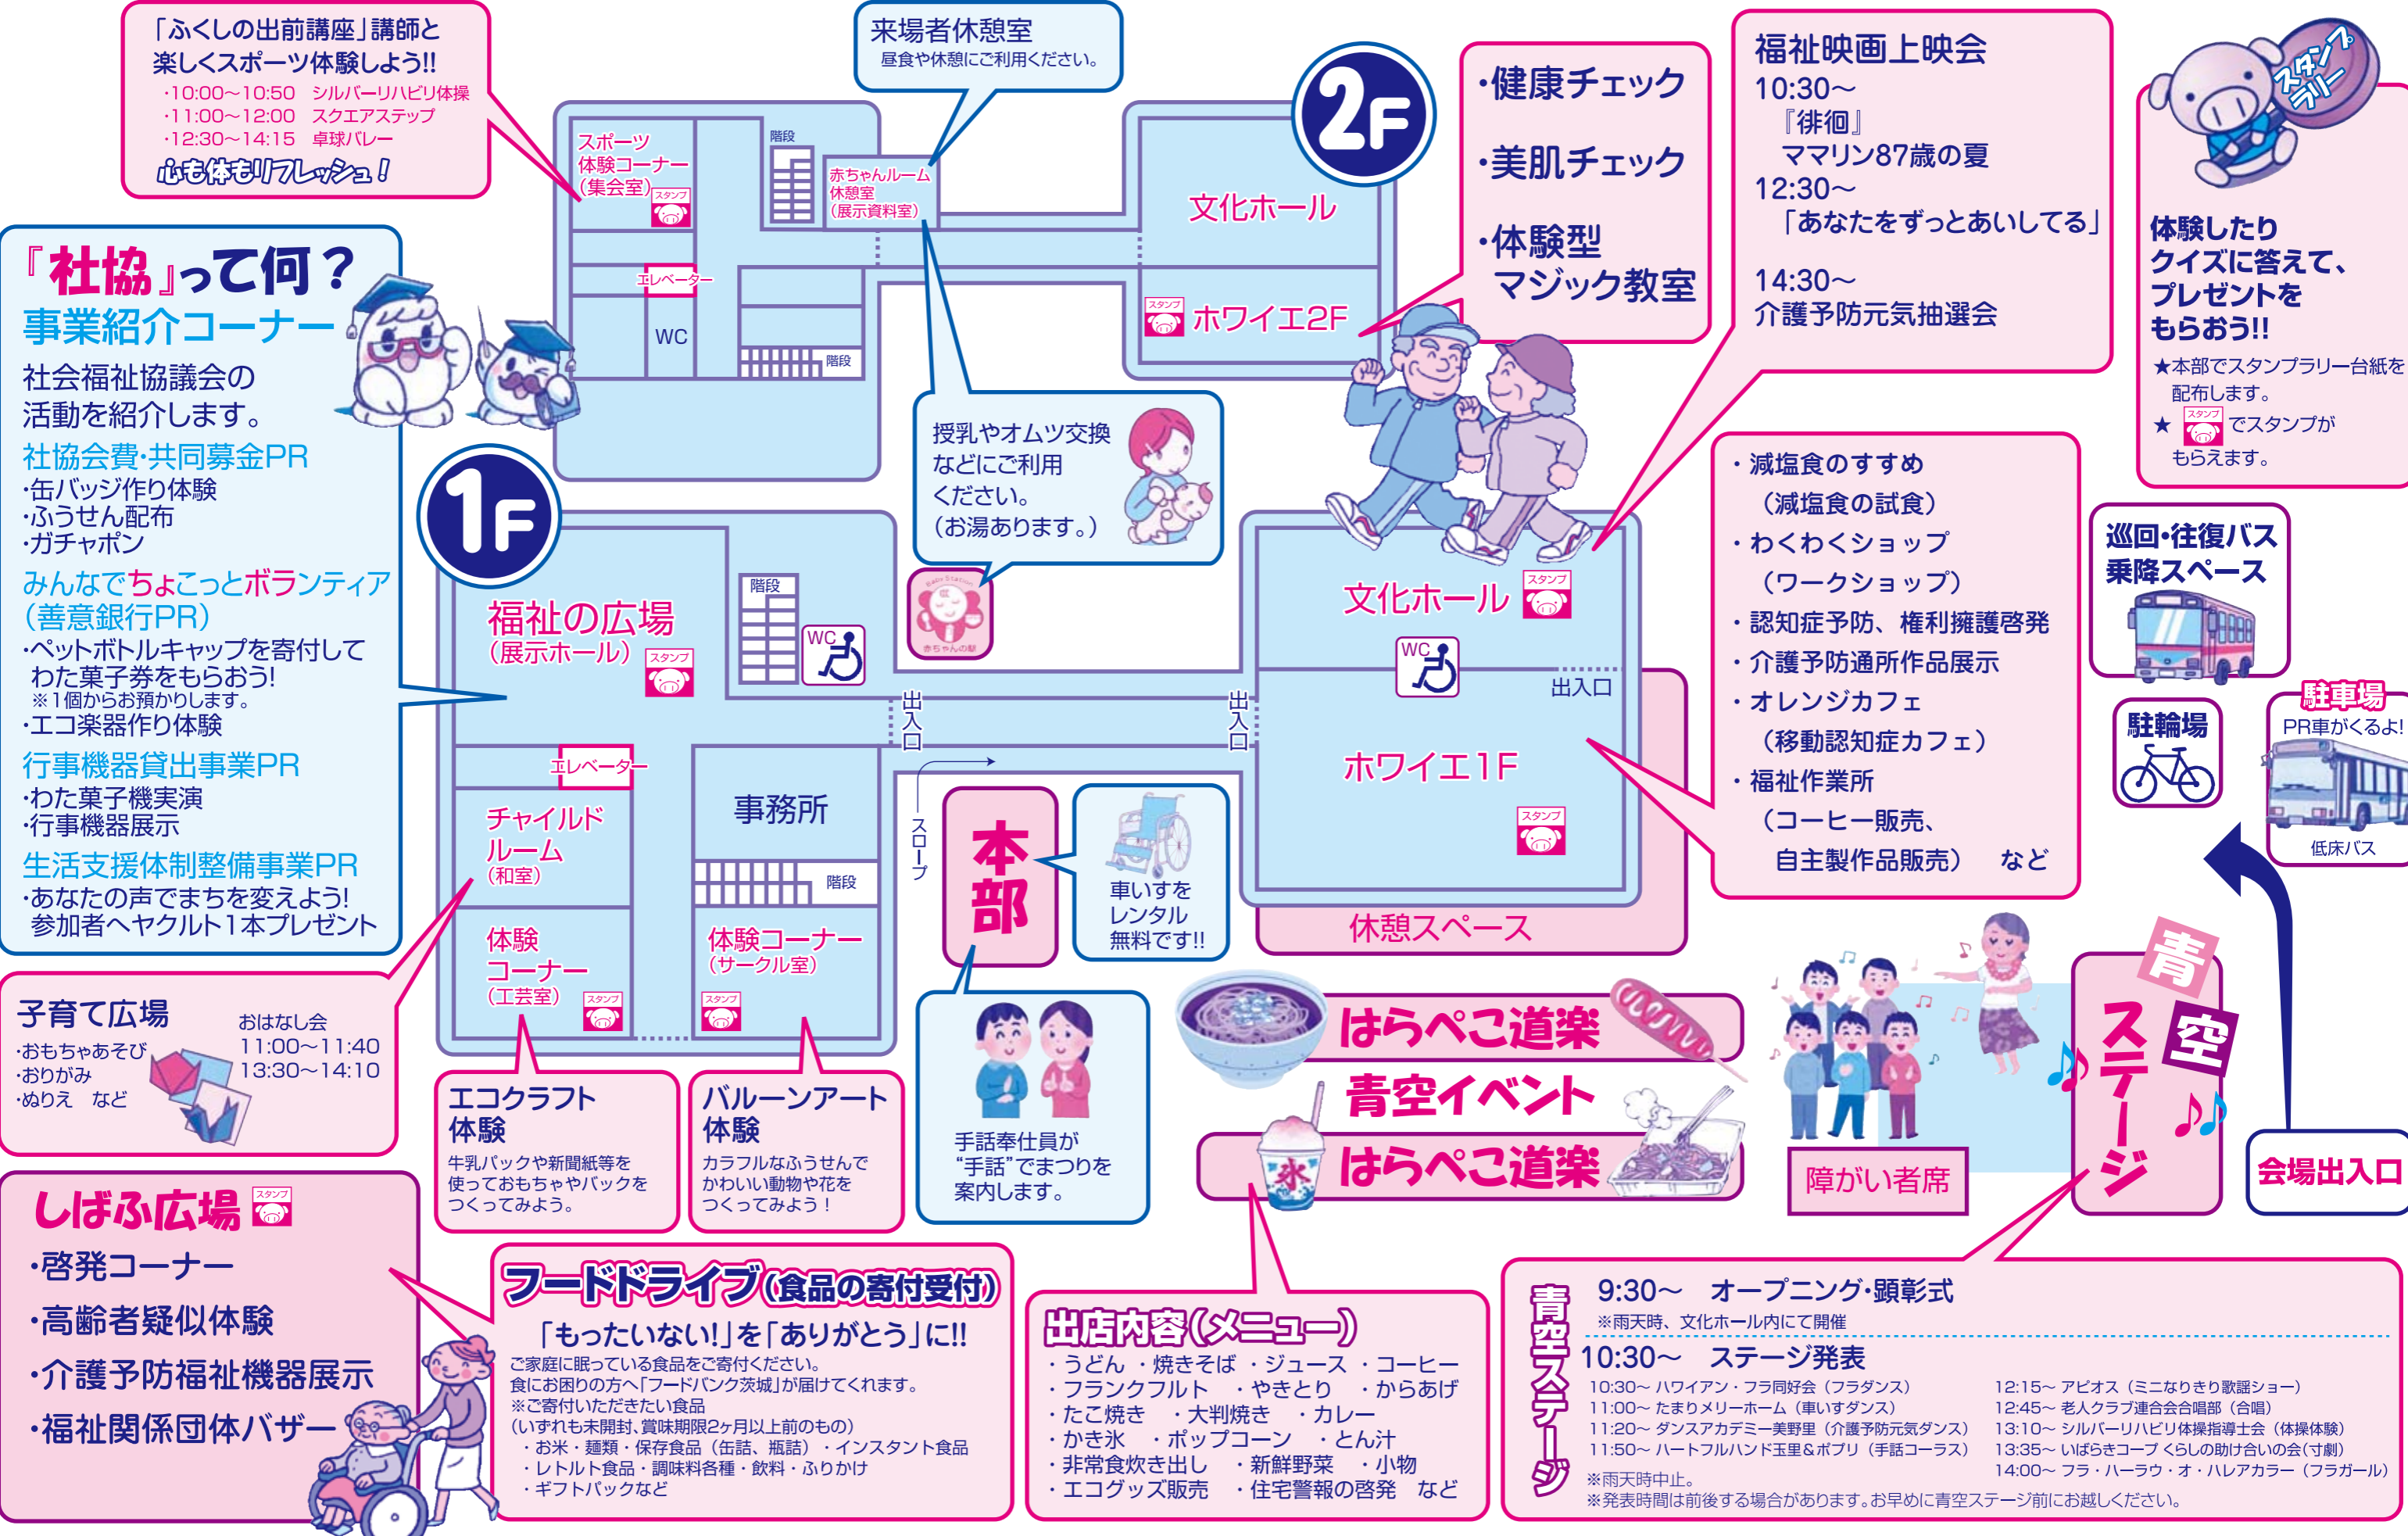 「ふくしの出前講座」講師と
楽しくスポーツ体験しよう!!
・10:00〜10:50　シルバーリハビリ体操
・11:00〜12:00　スクエアステップ
・12:30〜14:15　卓球バレー
心も体もリフレッシュ！
来場者休憩室
昼食や休憩にご利用ください。
2F
スポーツ
体験コーナー
(集会室)
スタンプ
階段
赤ちゃんルーム
休憩室
(展示資料室)
エレベーター
WC
階段
文化ホール
スタンプ
ホワイエ2F
・健康チェック
・美肌チェック
・体験型
マジック教室
福祉映画上映会
10:30〜
『徘徊』
ママリン87歳の夏
12:30〜
「あなたをずっとあいしてる」
14:30〜
介護予防元気抽選会
スタンプ
ラリー
体験したり
クイズに答えて、
プレゼントを
もらおう!!
★本部でスタンプラリー台紙を
配布します。
★ スタンプ でスタンプが
もらえます。
『社協』って何？
事業紹介コーナー
社会福祉協議会の
活動を紹介します。
社協会費・共同募金PR
・缶バッジ作り体験
・ふうせん配布
・ガチャポン
みんなでちょこっとボランティア
(善意銀行PR)
・ペットボトルキャップを寄付して
わた菓子券をもらおう!
※1個からお預かりします。
・エコ楽器作り体験
行事機器貸出事業PR
・わた菓子機実演
・行事機器展示
生活支援体制整備事業PR
・あなたの声でまちを変えよう!
参加者へヤクルト1本プレゼント
授乳やオムツ交換
などにご利用
ください。
(お湯あります。)
Baby Station
赤ちゃんの駅
1F
福祉の広場
(展示ホール)
スタンプ
階段
WC
出入口
出入口
エレベーター
チャイルド
ルーム
(和室)
事務所
階段
スロープ
体験
コーナー
(工芸室)
スタンプ
体験コーナー
(サークル室)
スタンプ
文化ホール
スタンプ
WC
出入口
ホワイエ1F
スタンプ
休憩スペース
・減塩食のすすめ
(減塩食の試食)
・わくわくショップ
(ワークショップ)
・認知症予防、権利擁護啓発
・介護予防通所作品展示
・オレンジカフェ
(移動認知症カフェ)
・福祉作業所
(コーヒー販売、
自主製作品販売)　など
巡回・往復バス
乗降スペース
駐輪場
駐車場
PR車がくるよ!
低床バス
本部
車いすを
レンタル
無料です!!
手話奉仕員が
“手話”でまつりを
案内します。
子育て広場
・おもちゃあそび
・おりがみ
・ぬりえ　など
おはなし会
11:00〜11:40
13:30〜14:10
エコクラフト
体験
牛乳パックや新聞紙等を
使っておもちゃやバックを
つくってみよう。
バルーンアート
体験
カラフルなふうせんで
かわいい動物や花を
つくってみよう！
はらぺこ道楽
青空イベント
はらぺこ道楽
氷
障がい者席
青空
ステージ
会場出入口
しばふ広場 スタンプ
・啓発コーナー
・高齢者疑似体験
・介護予防福祉機器展示
・福祉関係団体バザー
フードドライブ(食品の寄付受付)
「もったいない!」を「ありがとう」に!!
ご家庭に眠っている食品をご寄付ください。
食にお困りの方へ「フードバンク茨城」が届けてくれます。
※ご寄付いただきたい食品
(いずれも未開封、賞味期限2ヶ月以上前のもの)
・お米・麺類・保存食品（缶詰、瓶詰）・インスタント食品
・レトルト食品・調味料各種・飲料・ふりかけ
・ギフトパックなど
出店内容(メニュー)
・うどん ・焼きそば ・ジュース ・コーヒー
・フランクフルト　・やきとり　・からあげ
・たこ焼き　・大判焼き　・カレー
・かき氷　・ポップコーン　・とん汁
・非常食炊き出し　・新鮮野菜　・小物
・エコグッズ販売　・住宅警報の啓発　など
青空ステージ
9:30〜　オープニング・顕彰式
※雨天時、文化ホール内にて開催
10:30〜　ステージ発表
10:30〜 ハワイアン・フラ同好会（フラダンス）
11:00〜 たまりメリーホーム（車いすダンス）
11:20〜 ダンスアカデミー美野里（介護予防元気ダンス）
11:50〜 ハートフルハンド玉里＆ポプリ（手話コーラス）
12:15〜 アピオス（ミニなりきり歌謡ショー）
12:45〜 老人クラブ連合会合唱部（合唱）
13:10〜 シルバーリハビリ体操指導士会（体操体験）
13:35〜 いばらきコープ くらしの助け合いの会(寸劇)
14:00〜 フラ・ハーラウ・オ・ハレアカラー（フラガール）
※雨天時中止。
※発表時間は前後する場合があります。お早めに青空ステージ前にお越しください。